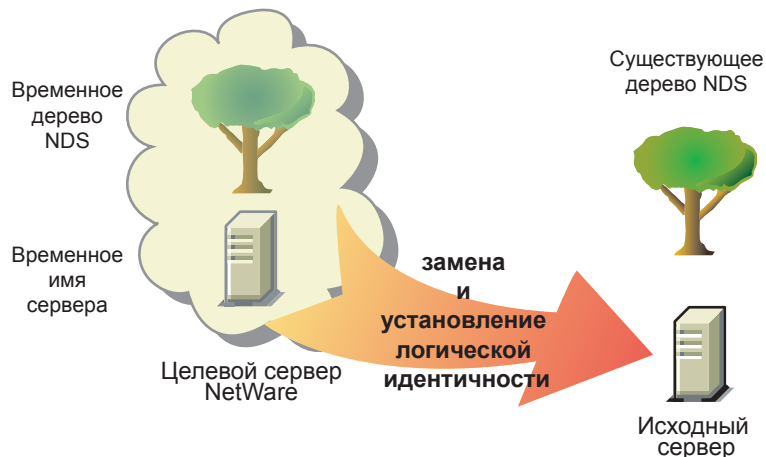 Временное
дерево
NDS
Существующее
дерево NDS
Временное
имя
сервера
замена
и
установление
логической
идентичности
Целевой сервер
NetWare
Исходный
сервер